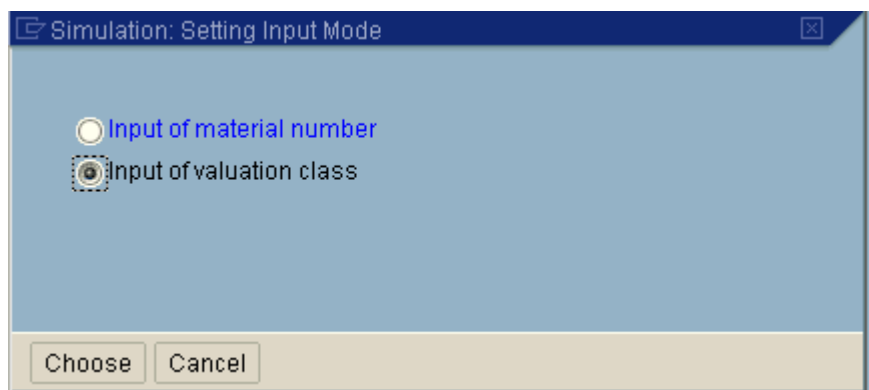 Simulation: Setting Input Mode
Input of material number
Input of valuation class
Choose Cancel